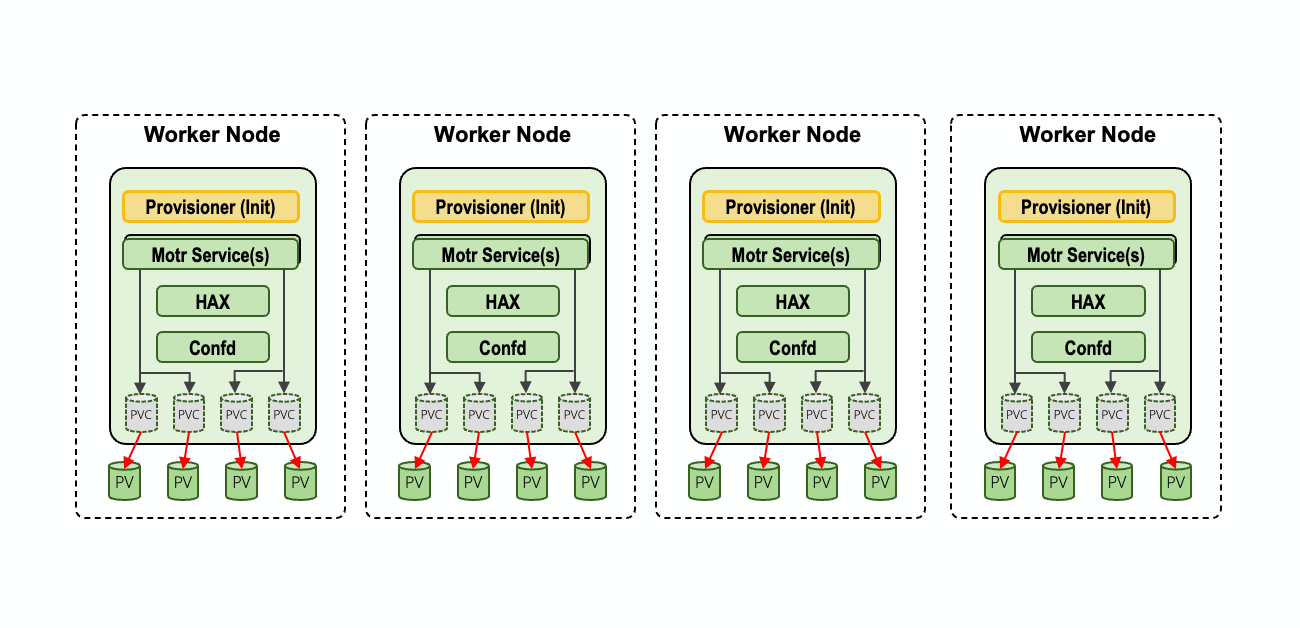 Worker Node
Provisioner (Init)
Motr Service(s)
HAX
Confd
PVC PVC PVC PVC
PV PV PV PV
Worker Node
Provisioner (Init)
Motr Service(s)
HAX
Confd
PVC PVC PVC PVC
PV PV PV PV
Worker Node
Provisioner (Init)
Motr Service(s)
HAX
Confd
PVC PVC PVC PVC
PV PV PV PV
Worker Node
Provisioner (Init)
Motr Service(s)
HAX
Confd
PVC PVC PVC PVC
PV PV PV PV